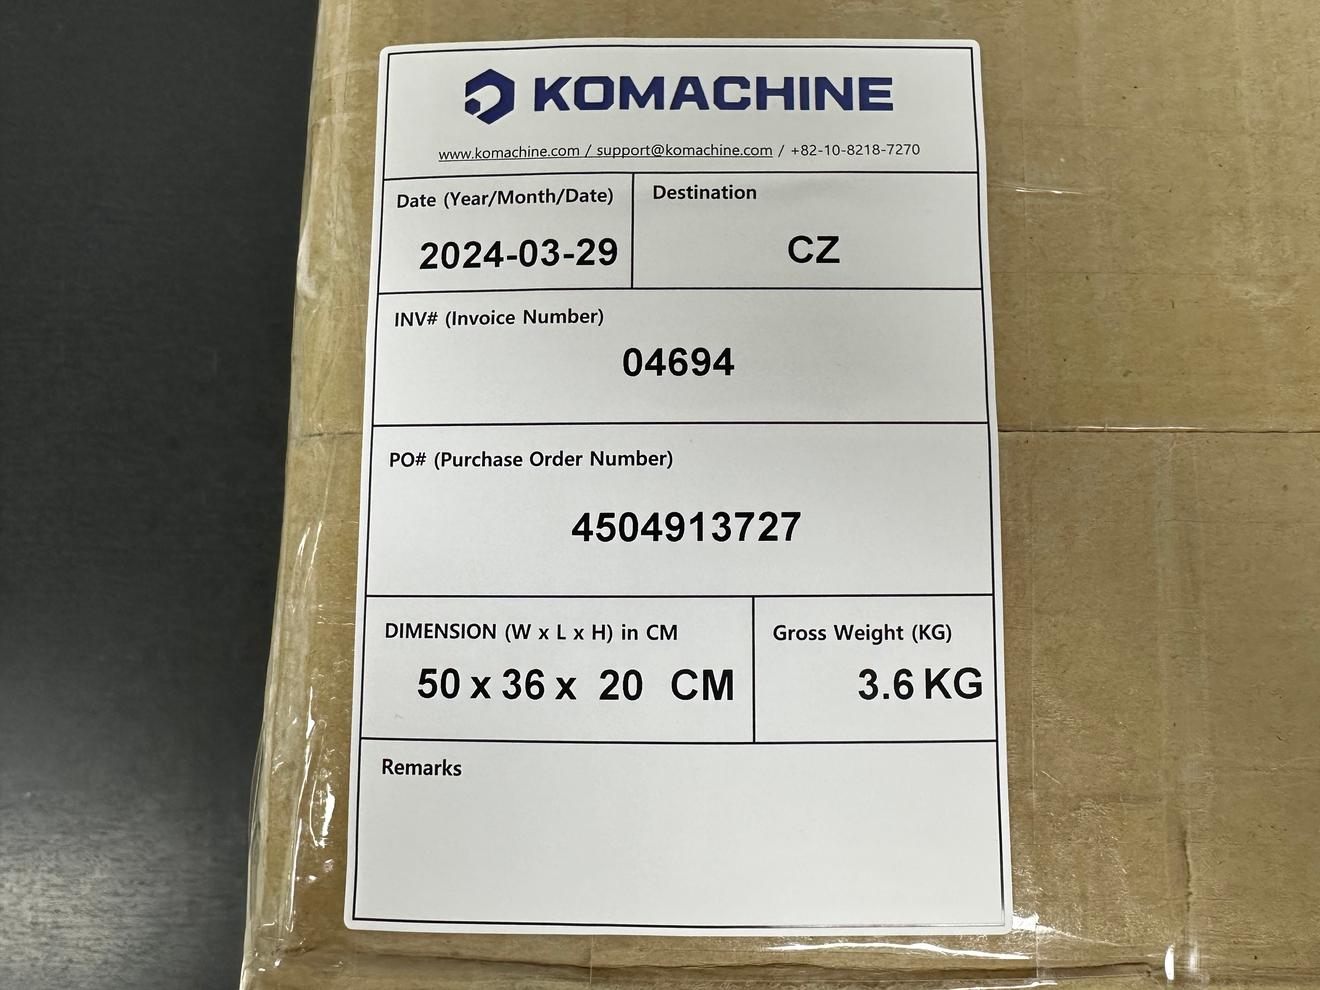 KOMACHINE
www.komachine.com / support@komachine.com / +82-10-8218-7270
Date (Year/Month/Date)
2024-03-29
Destination
CZ
INV# (Invoice Number)
04694
PO# (Purchase Order Number)
4504913727
DIMENSION (W x L x H) in CM
50 x 36 x 20 CM
Gross Weight (KG)
3.6 KG
Remarks